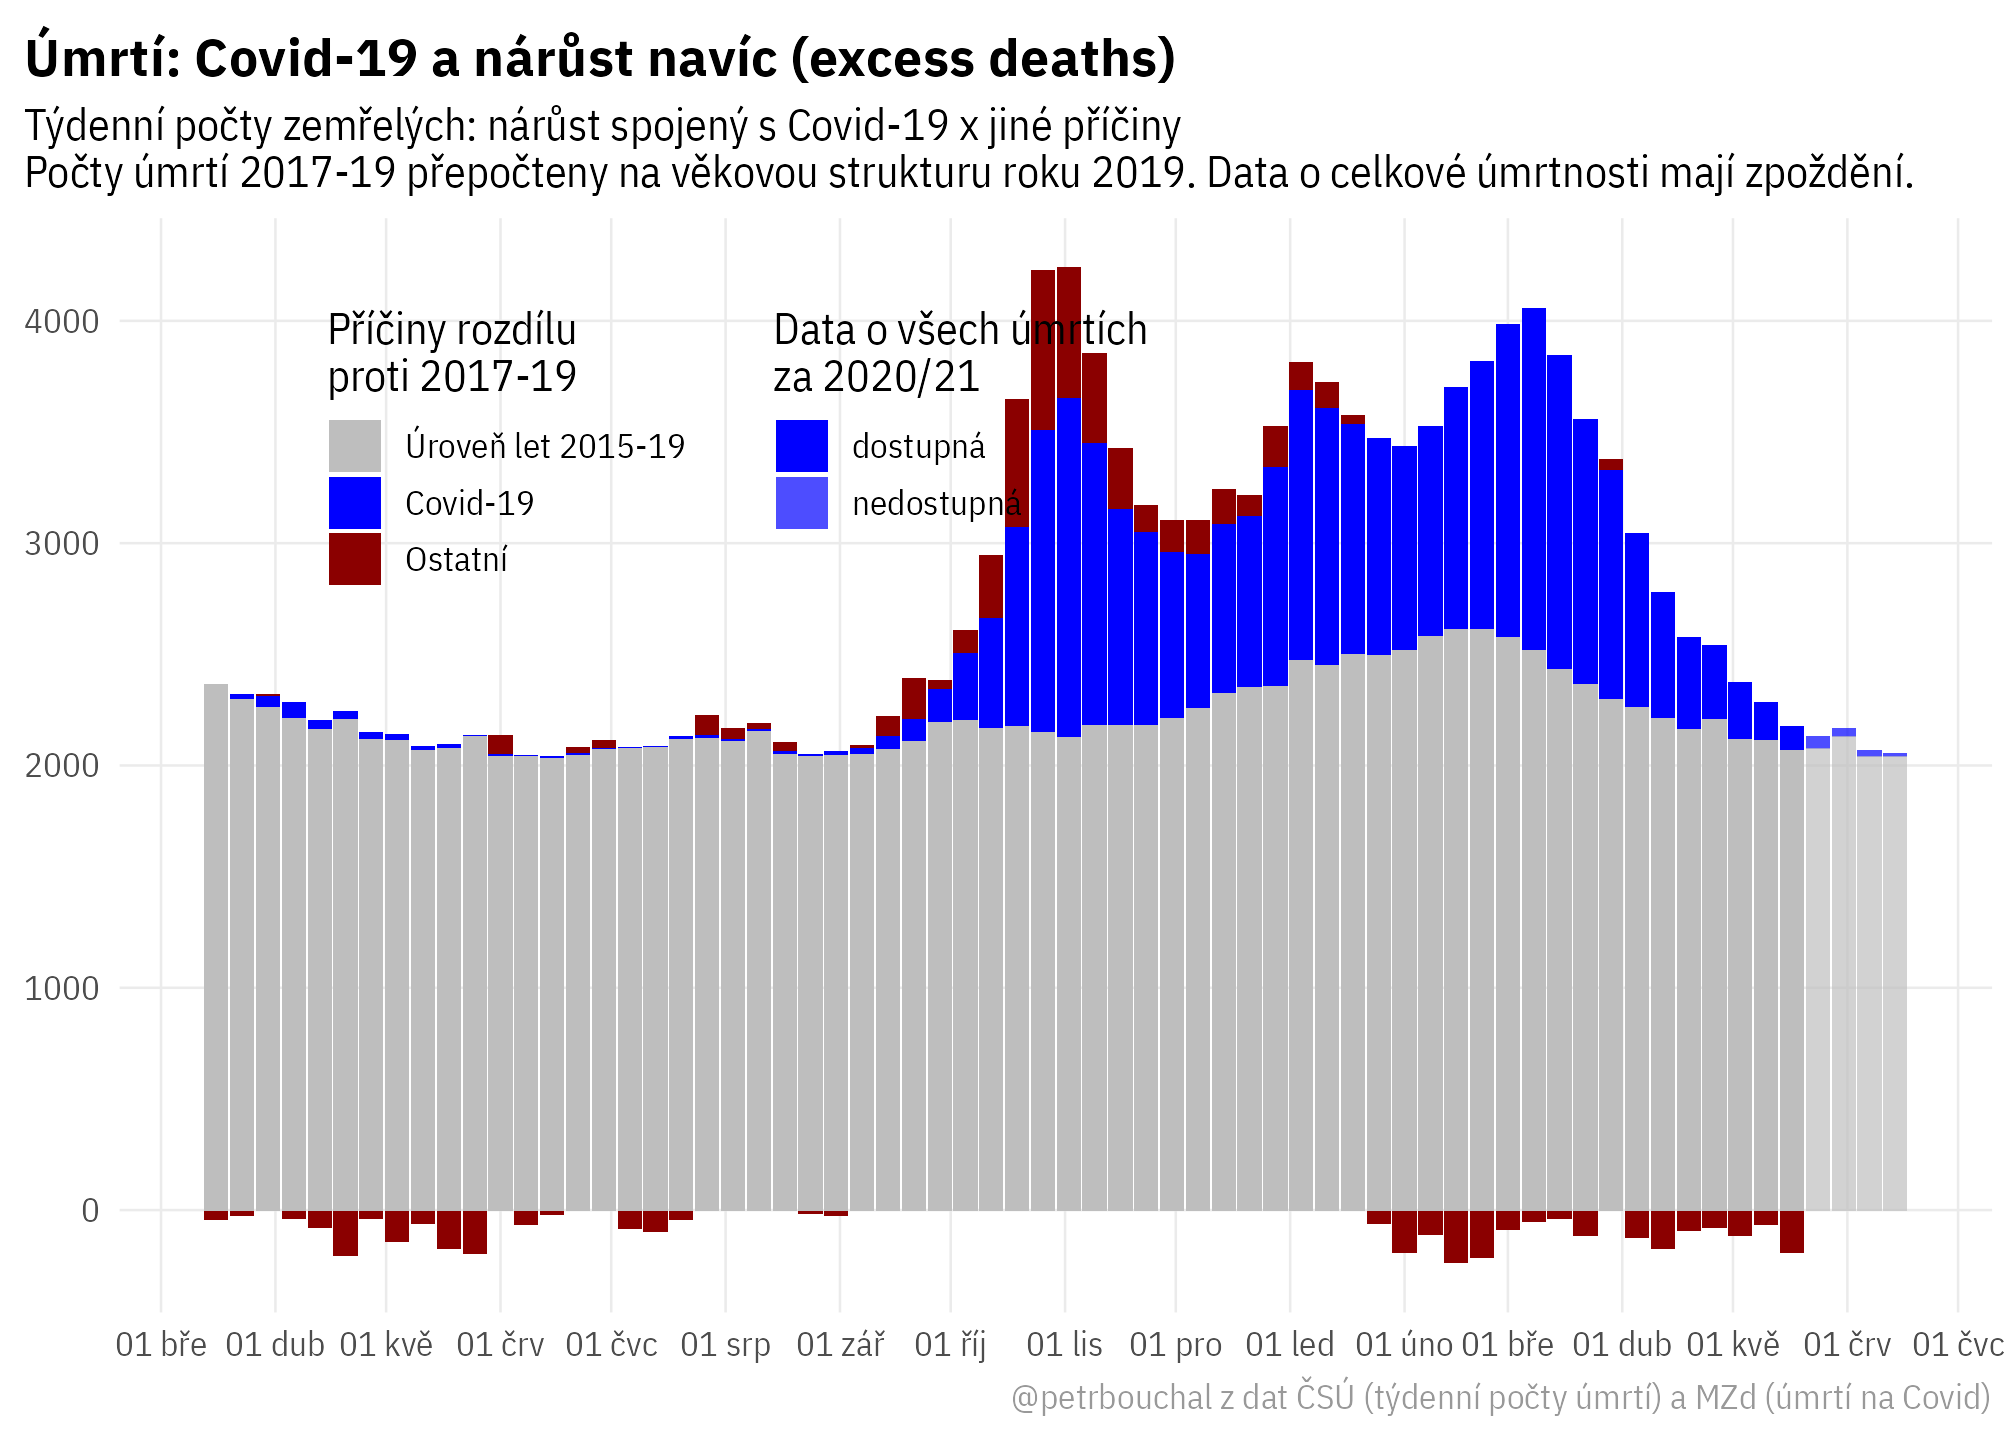 Úmrtí: Covid-19 a nárůst navíc (excess deaths)
Týdenní počty zemřelých: nárůst spojený s Covid-19 x jiné příčiny
Počty úmrtí 2017-19 přepočteny na věkovou strukturu roku 2019. Data o celkové úmrtnosti mají zpoždění.
4000
3000
2000
1000
0
Příčiny rozdílu
proti 2017-19
Úroveň let 2015-19
Covid-19
Ostatní
Data o všech úmrtích
za 2020/21
dostupná
nedostupná
01 bře 01 dub 01 kvě 01 črv 01 čvc 01 srp 01 zář 01 říj 01 lis 01 pro 01 led 01 úno 01 bře 01 dub 01 kvě 01 črv 01 čvc
@petrbouchal z dat ČSÚ (týdenní počty úmrtí) a MZd (úmrtí na Covid)